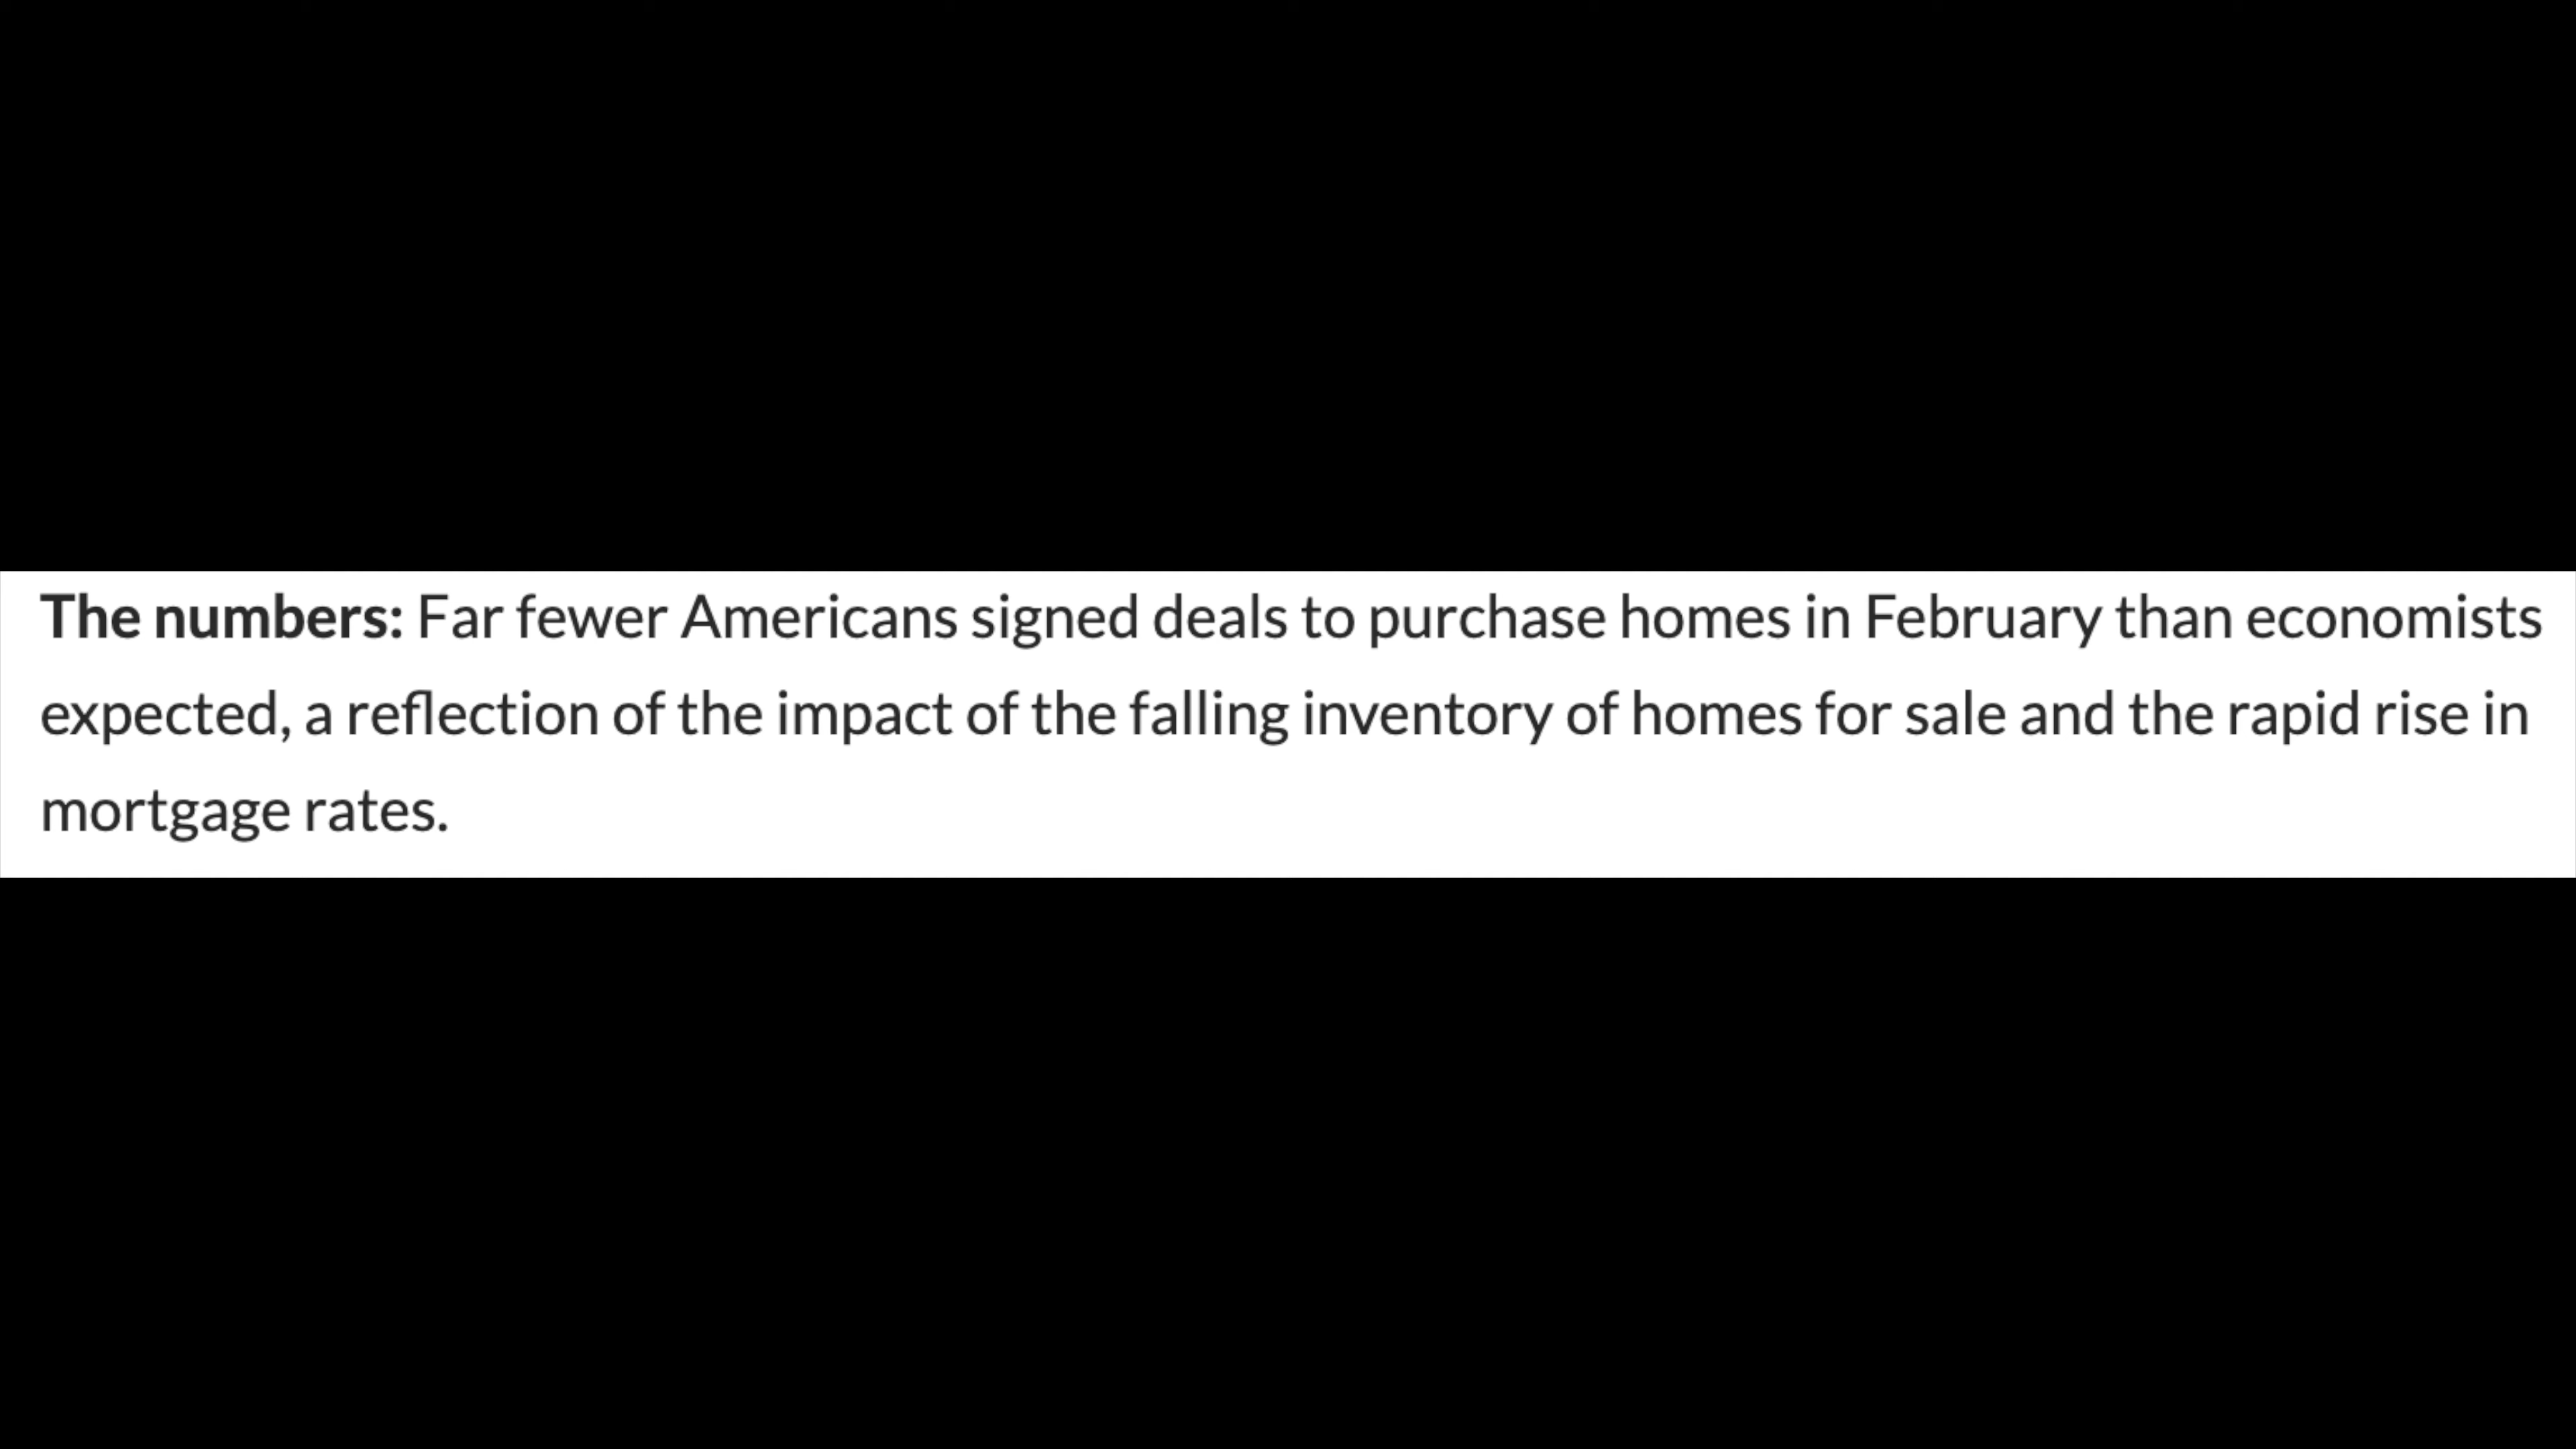 The numbers: Far fewer Americans signed deals to purchase homes in February than economists
expected, a reflection of the impact of the falling inventory of homes for sale and the rapid rise in
mortgage rates.